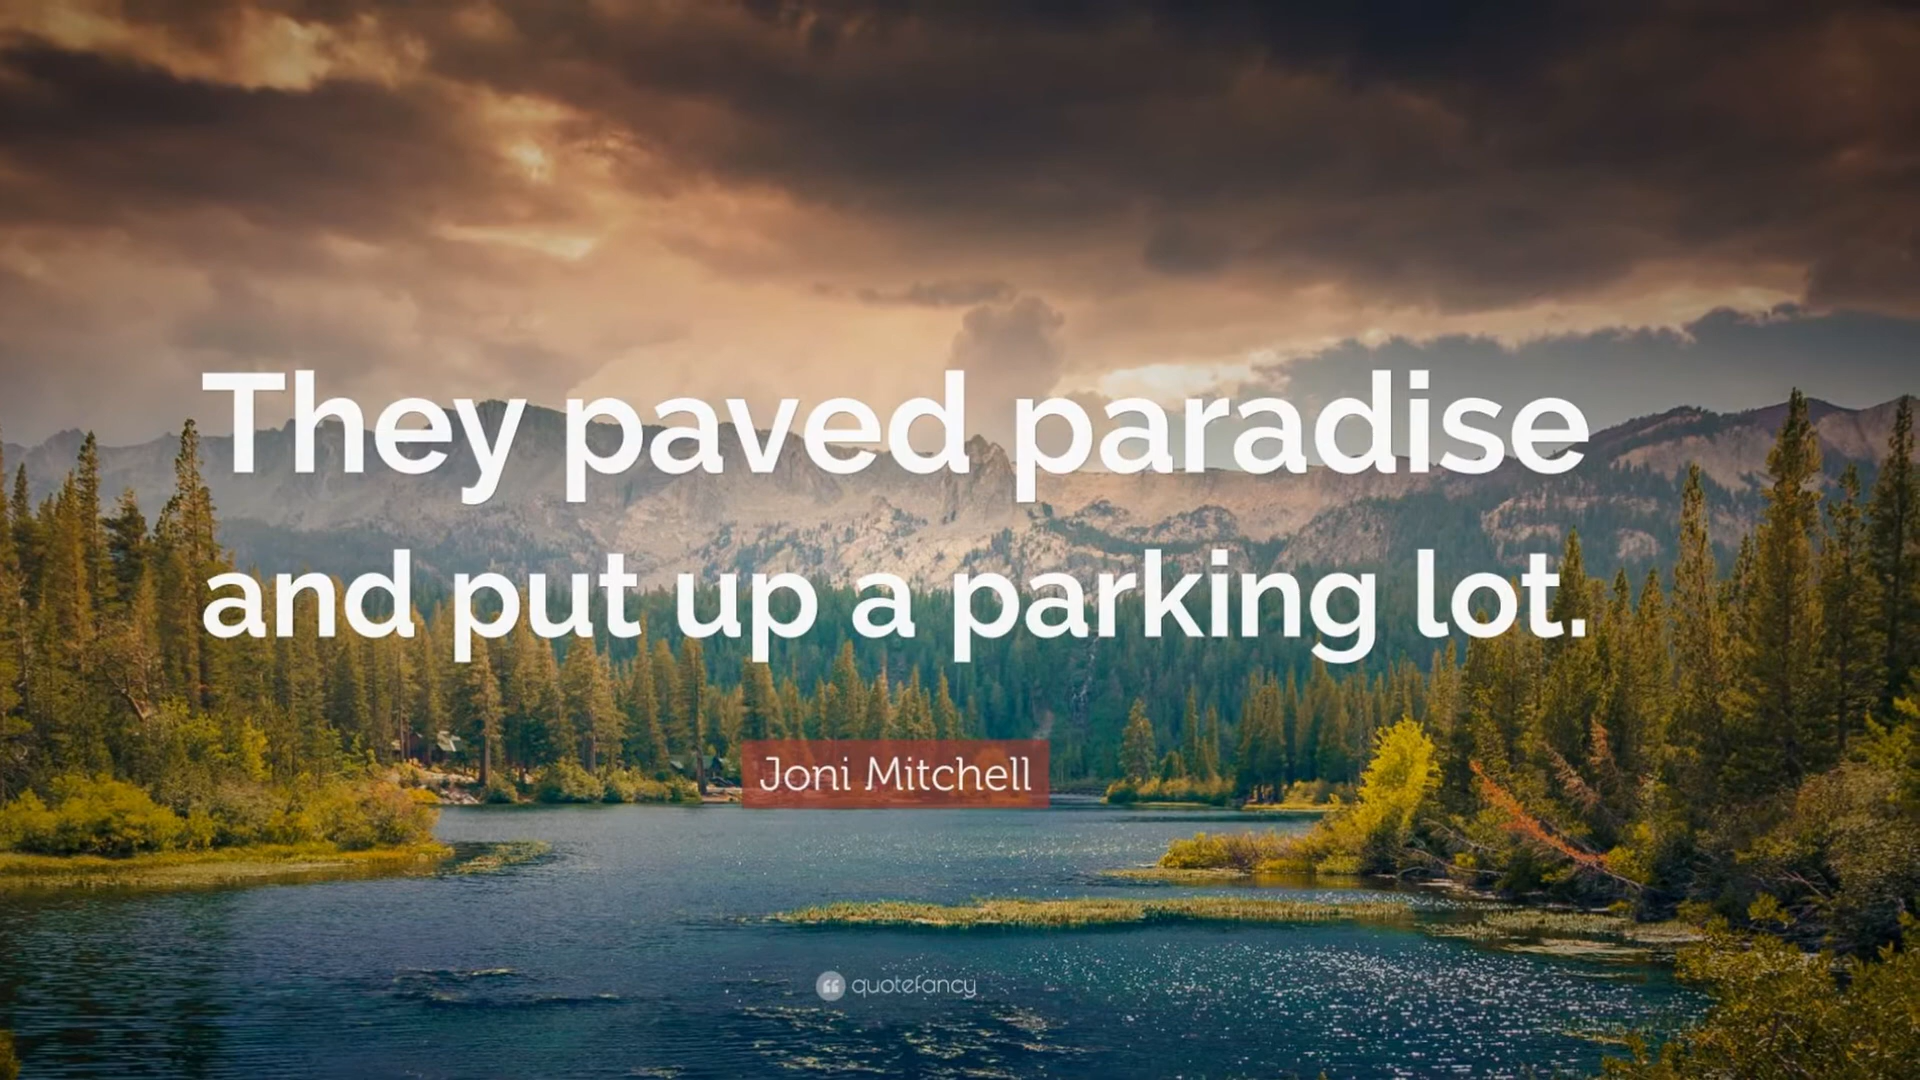 They paved paradise
and put up a parking lot.
Joni Mitchell
quotefancy